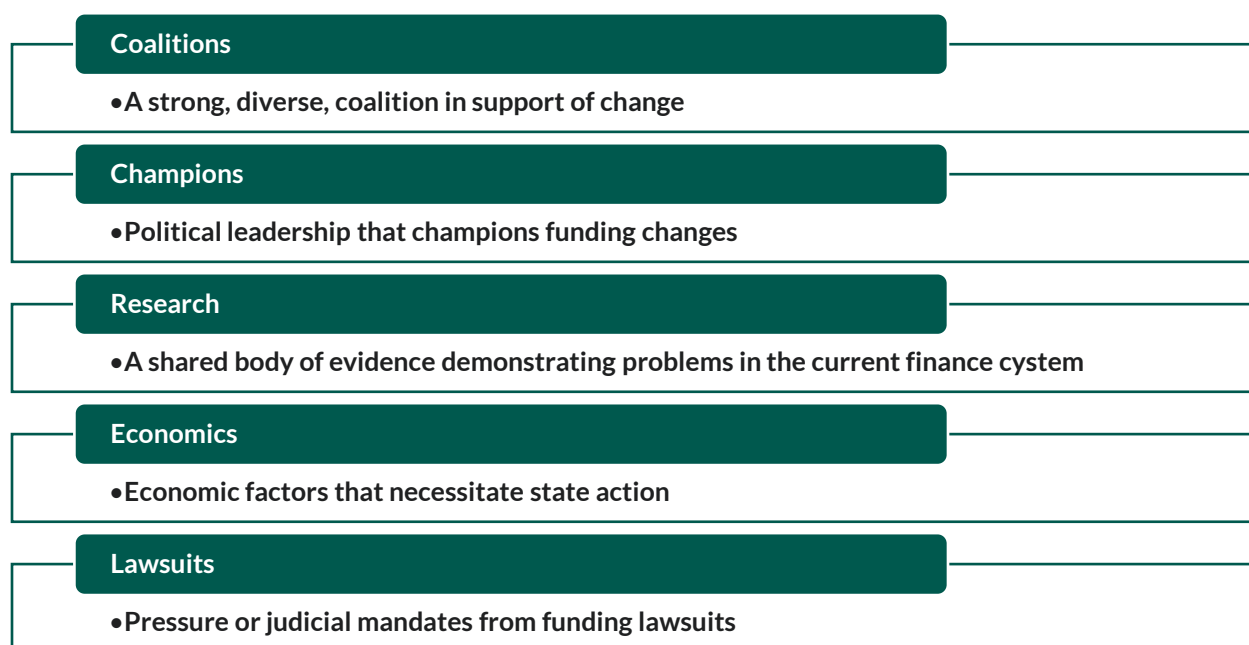 Coalitions
•A strong, diverse, coalition in support of change
Champions
•Political leadership that champions funding changes
Research
•A shared body of evidence demonstrating problems in the current finance cystem
Economics
•Economic factors that necessitate state action
Lawsuits
•Pressure or judicial mandates from funding lawsuits